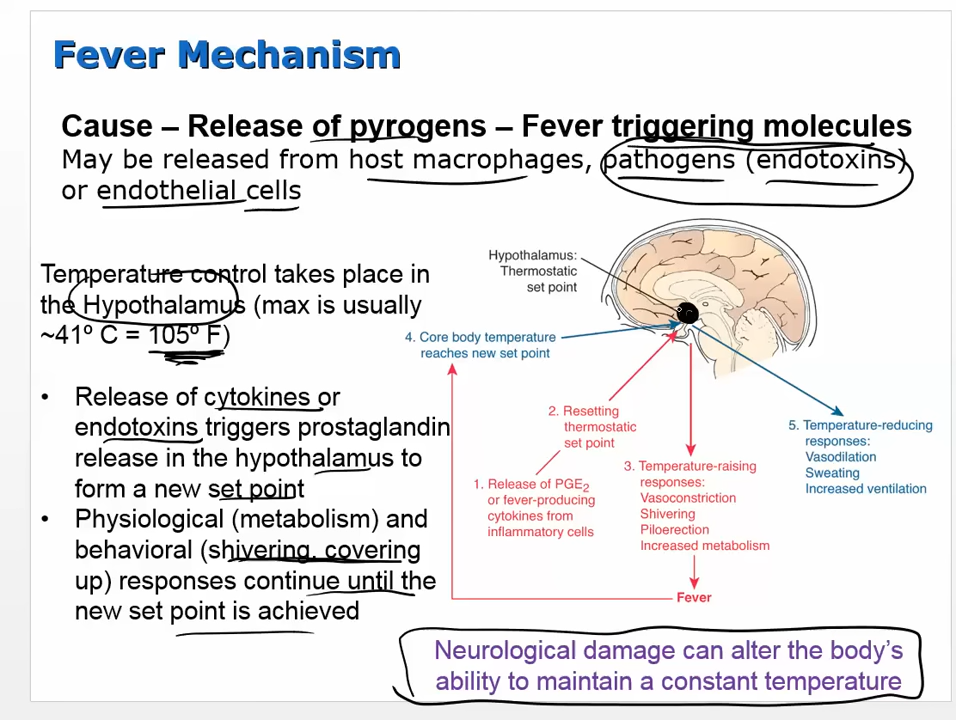 Fever Mechanism
Cause – Release of pyrogens – Fever triggering molecules
May be released from host macrophages, pathogens (endotoxins)
or endothelial cells
Temperature control takes place in
the Hypothalamus (max is usually
~41º C = 105º F)
• Release of cytokines or
endotoxins triggers prostaglandin
release in the hypothalamus to
form a new set point
• Physiological (metabolism) and
behavioral (shivering, covering
up) responses continue until the
new set point is achieved
Hypothalamus:
Thermostatic
set point
4. Core body temperature
reaches new set point
2. Resetting
thermostatic
set point
1. Release of PGE₂
or fever-producing
cytokines from
inflammatory cells
3. Temperature-raising
responses:
Vasoconstriction
Shivering
Piloerection
Increased metabolism
Fever
5. Temperature-reducing
responses:
Vasodilation
Sweating
Increased ventilation
Neurological damage can alter the body’s
ability to maintain a constant temperature